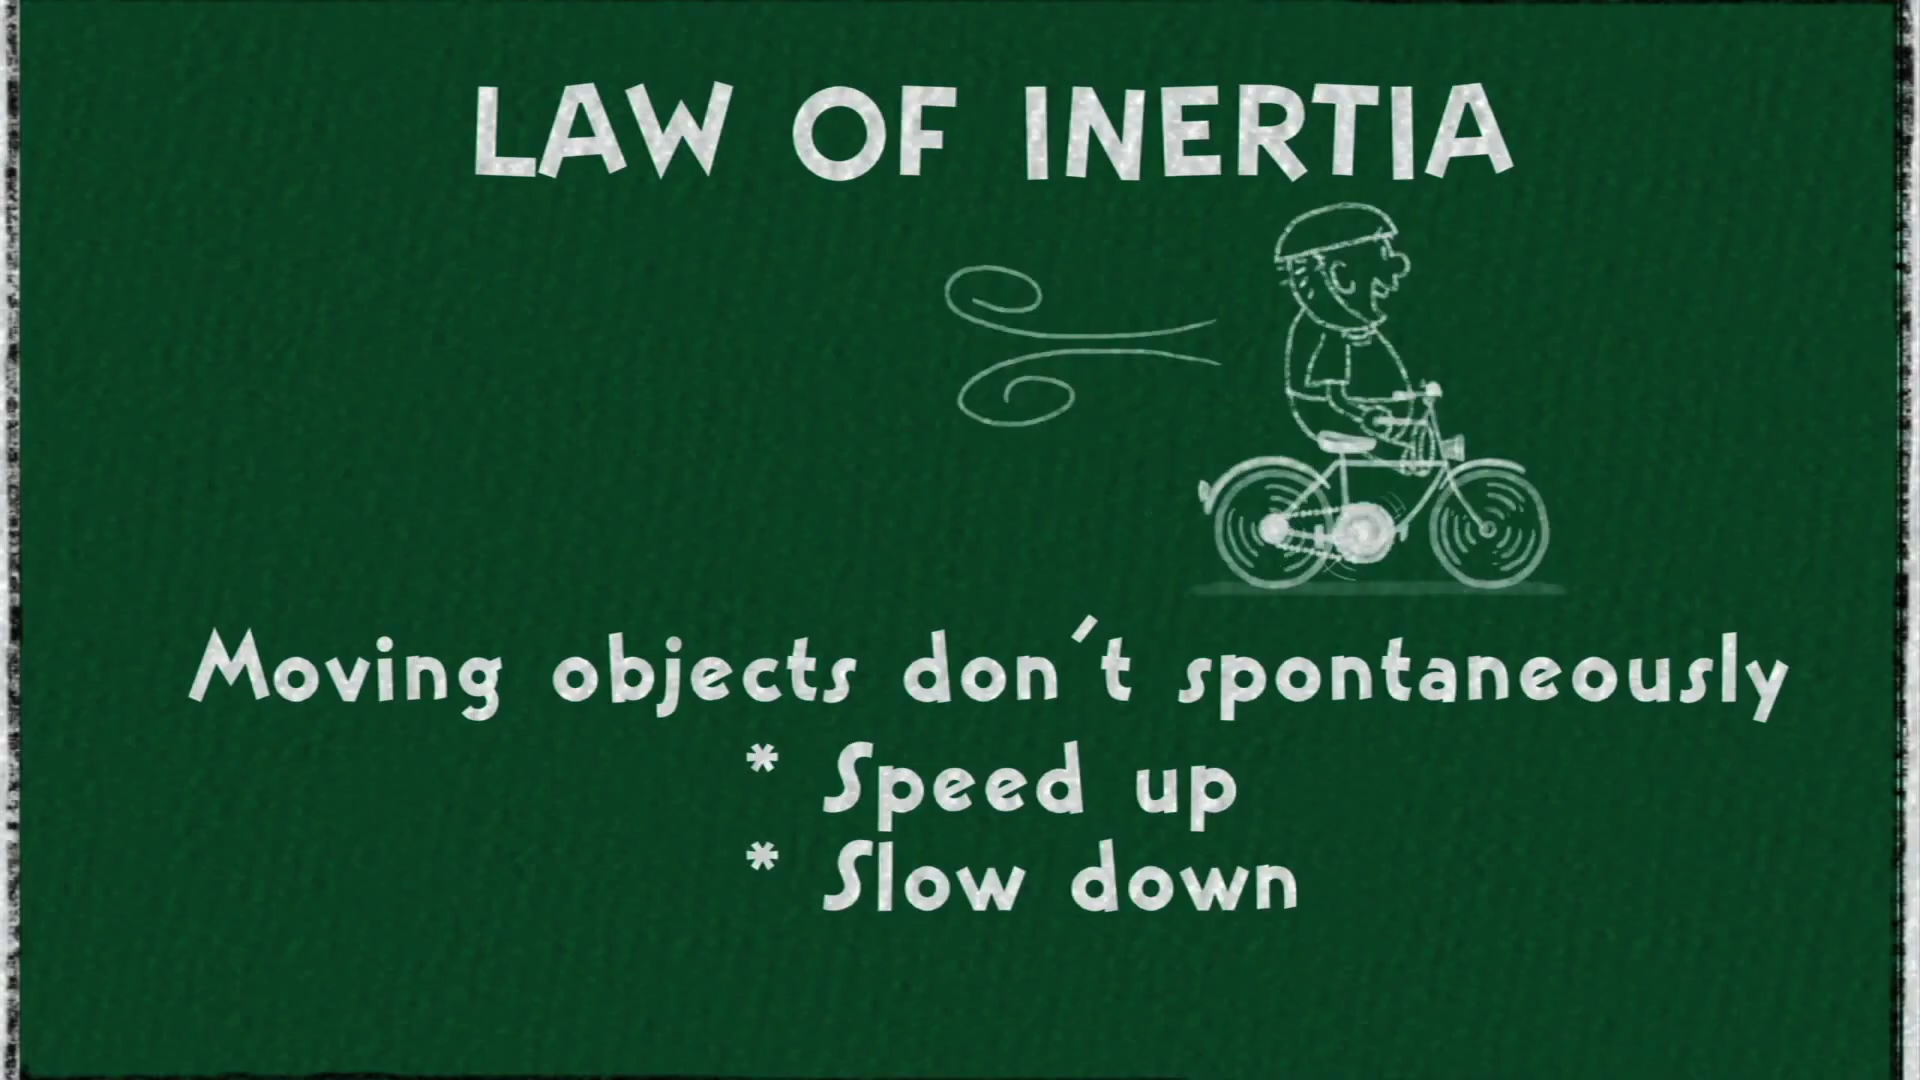 LAW OF INERTIA
Moving objects don't spontaneously
* Speed up
* Slow down